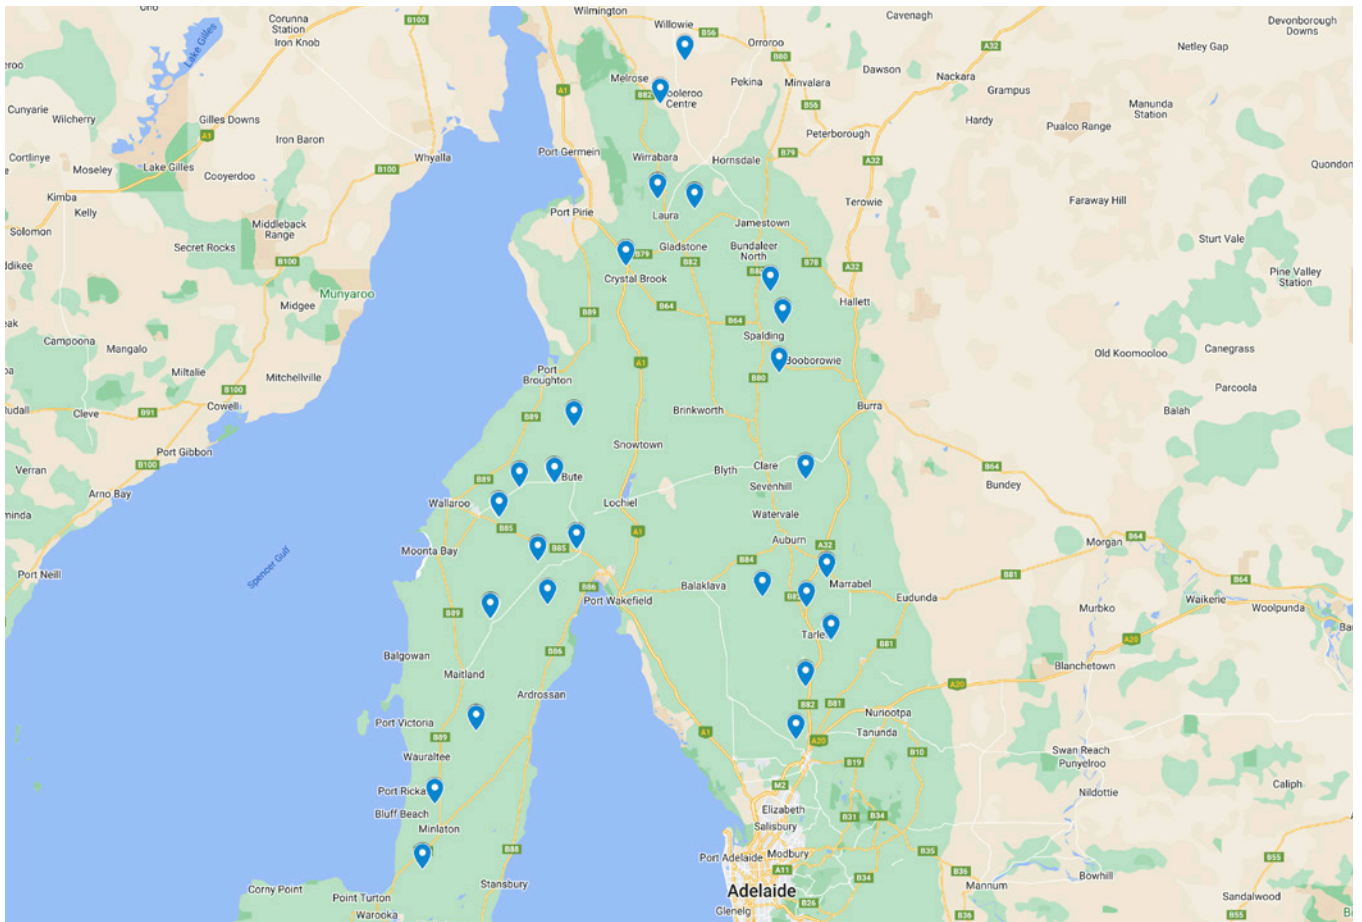 Wilmington
Willowie
Cavenagh
Devonborough
Downs
Corunna
Station
B100
Iron Knob
B56
Orroroo
A32
Netley Gap
Lake Gilles
B80
Dawson
Nackara
Melrose
Pekina
Minvalara
Grampus
A1
B82
Centre
B56
Manunda
Station
Cunyarie
Wilcherry
Gilles Downs
Hardy
Pualco Range
Peterborough
A1
Iron Baron
Port Germein
Wirrabara
Hornsdale
B79
A32
Cortlinye
Moseley
Lake Gilles
Cooyerdoo
B100
Whyalla
Kimba
Kelly
Terowie
Faraway Hill
Port Pirie
Laura
Jamestown
Solomon
Middleback
Range
Secret Rocks
B100
Gladstone
B79
B82
Bundaleer
North
B78
A32
Sturt Vale
Crystal Brook
B80
Pine Valley
Station
Munyaroo
Midgee
B89
B64
B64
Hallett
Spalding
Campoona
Mangalo
Miltalie
Mitchellville
A1
Booborowie
Old Koomooloo
Canegrass
Port
Broughton
B80
Parcoola
B100
Cowell
B91
Cleve
B89
Brinkworth
Burra
Balah
Port Gibbon
Snowtown
Verran
B100
Arno Bay
B89
Bute
Blyth
Clare
Sevenhill
B64
Bundey
Wallaroo
Lochiel
Watervale
B85
A1
Auburn
A32
Morgan
B64
Moonta Bay
B85
B84
Spencer Gulf
Port Neill
B86
Balaklava
Marrabel
B81
B64
Port Wakefield
Eudunda
Waikerie
Woolpunda
B89
Murbko
A20
Balgowan
B86
B81
Blanchetown
Maitland
Ardrossan
A20
B82
B81
Port Victoria
Nuriootpa
A1
B89
A20
Tanunda
B10
Swan Reach
Punyelroo
Wauraltee
B19
M2
Nildottie
Caliph
Port Ricka
Bluff Beach
Elizabeth
B31
B34
Minlaton
Salisbury
B88
Port Adelaide
Modbury
B35
B55
A11
B36
Corny Point
Stansbury
B34
Mannum
Bowhill
Point Turton
Adelaide
Sandalwood
Warooka
B26
Glenelg
B36
B55